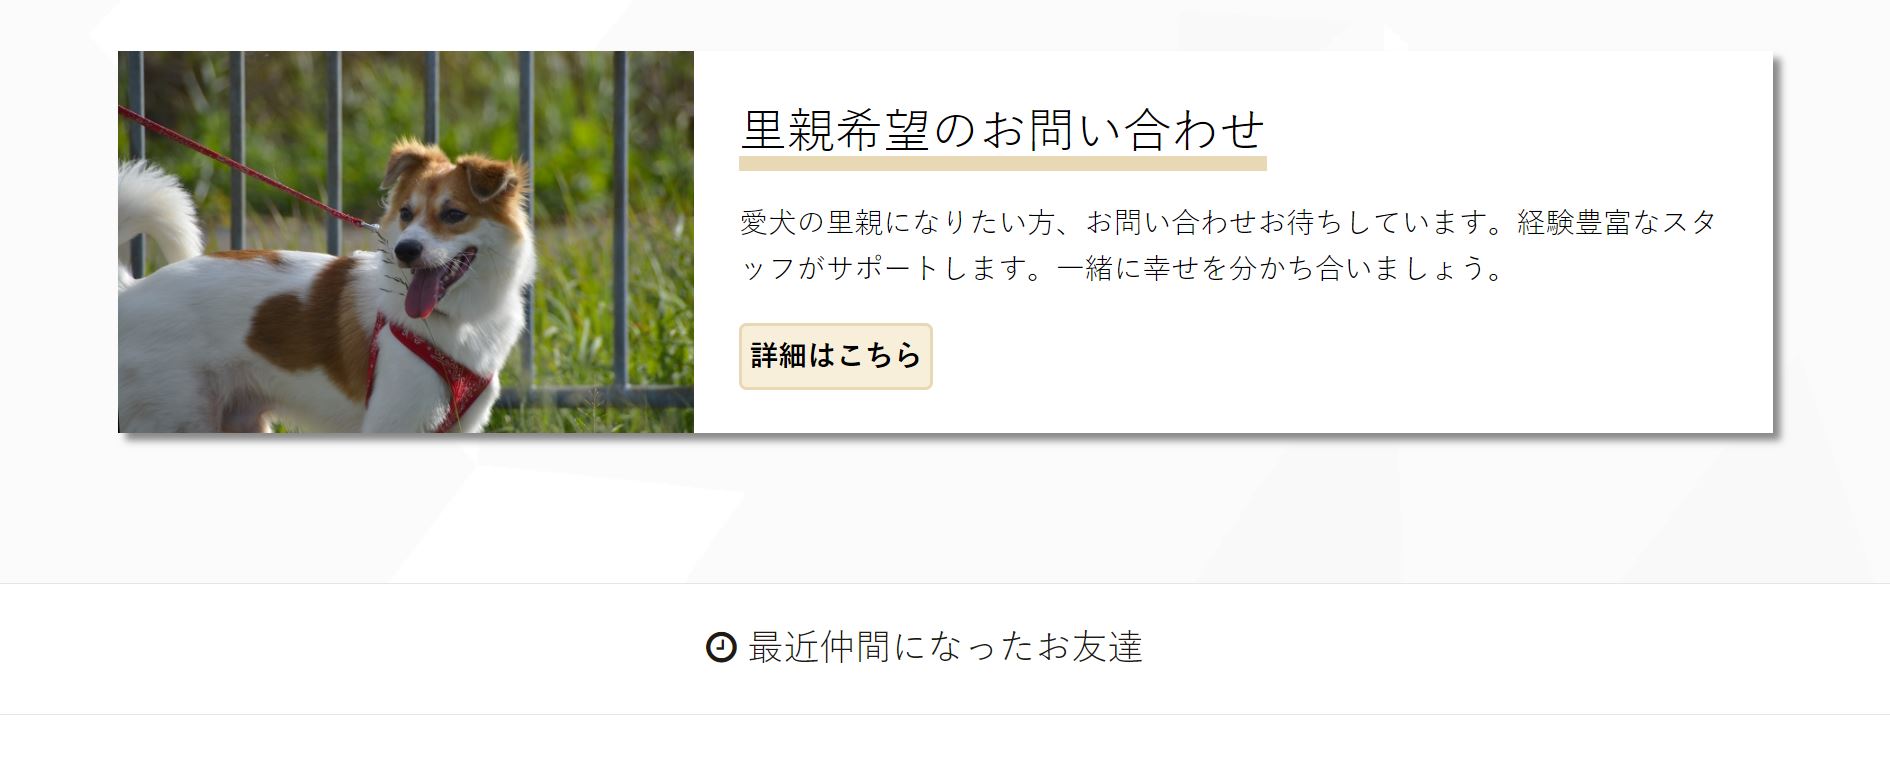 里親希望のお問い合わせ
愛犬の里親になりたい方、お問い合わせお待ちしています。経験豊富なスタ
ッフがサポートします。一緒に幸せを分かち合いましょう。
詳細はこちら
最近仲間になったお友達